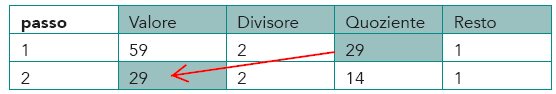 passo Valore Divisore Quoziente Resto
1 59 2 29 1
2 29 2 14 1